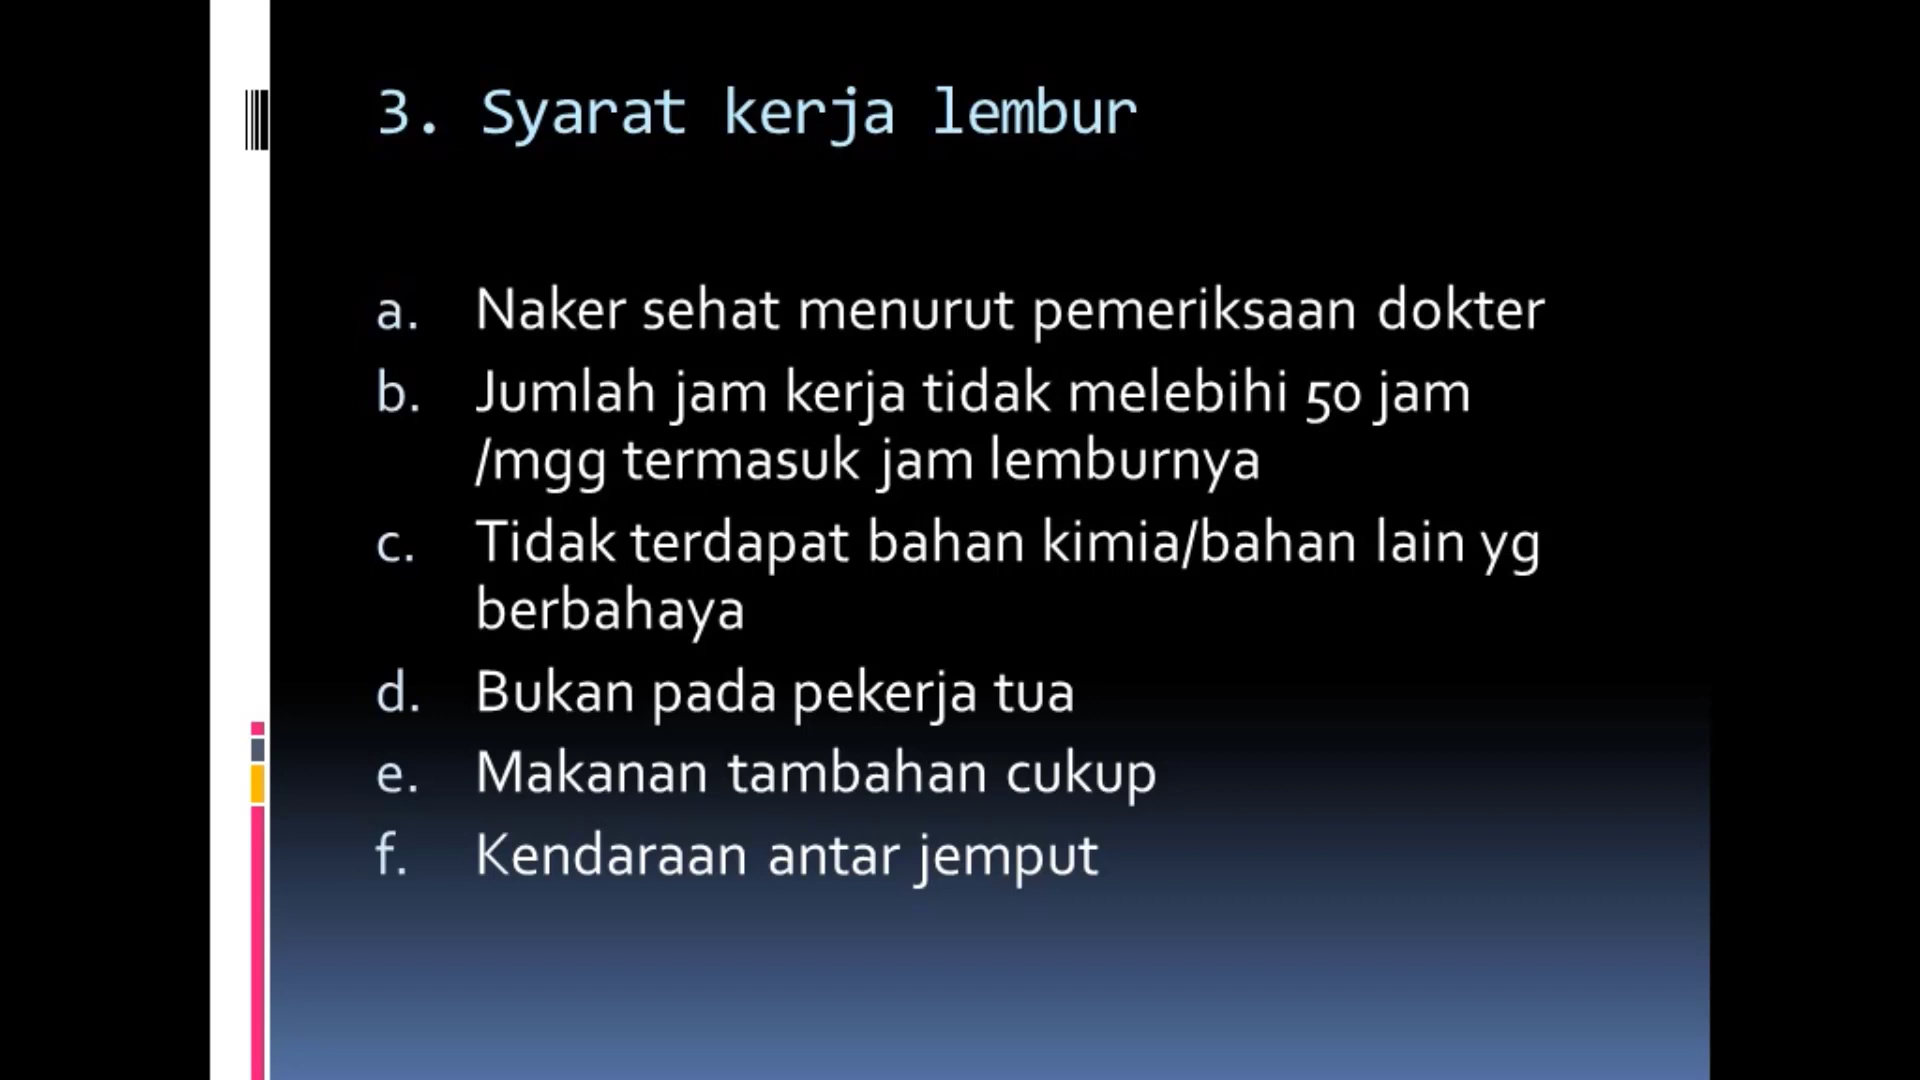 3. Syarat kerja lembur
a. Naker sehat menurut pemeriksaan dokter
b. Jumlah jam kerja tidak melebihi 50 jam
/mgg termasuk jam lemburnya
c. Tidak terdapat bahan kimia/bahan lain yg
berbahaya
d. Bukan pada pekerja tua
e. Makanan tambahan cukup
f. Kendaraan antar jemput